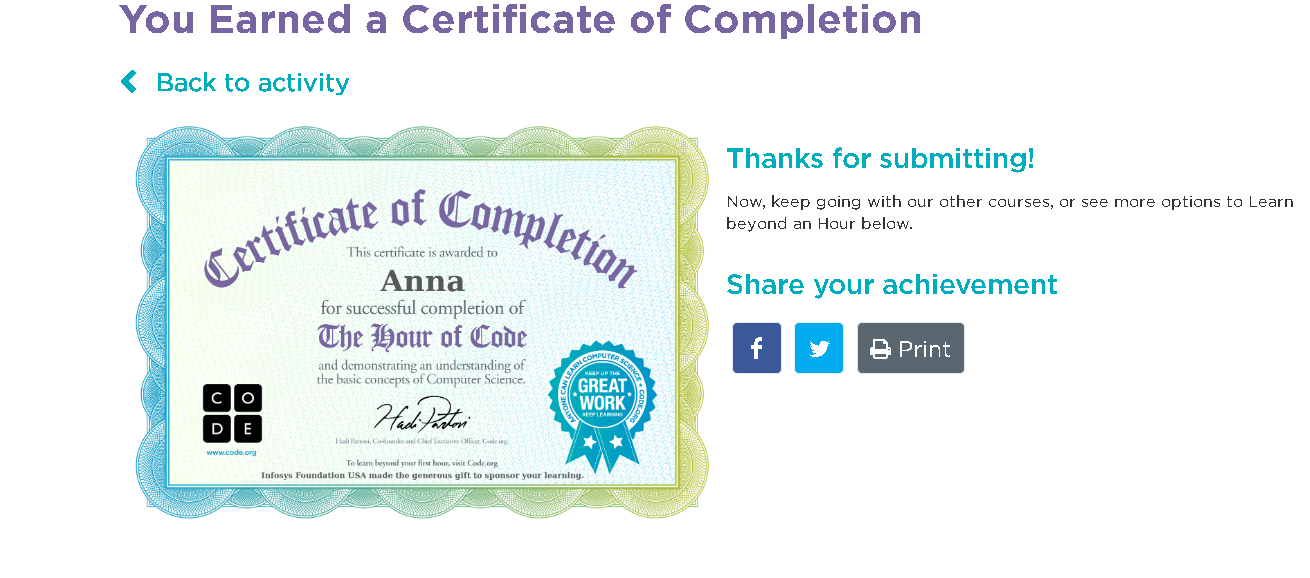 You Earned a Certificate of Completion
Back to activity
Certificate of Completion
This certificate is awarded to
Anna
for successful completion of
The Hour of Code
and demonstrating an understanding of
the basic concepts of Computer Science.
Hadi Partovi
Hadi Partovi, Co-founder and Chief Executive Officer, Code.org
To learn beyond your first hour, visit Code.org
Infosys Foundation USA made the generous gift to sponsor your learning.
C O
D E
www.code.org
ANYONE CAN LEARN COMPUTER SCIENCE • CODE.ORG
KEEP UP THE
GREAT
WORK
KEEP LEARNING
Thanks for submitting!
Now, keep going with our other courses, or see more options to Learn
beyond an Hour below.
Share your achievement
f
Print